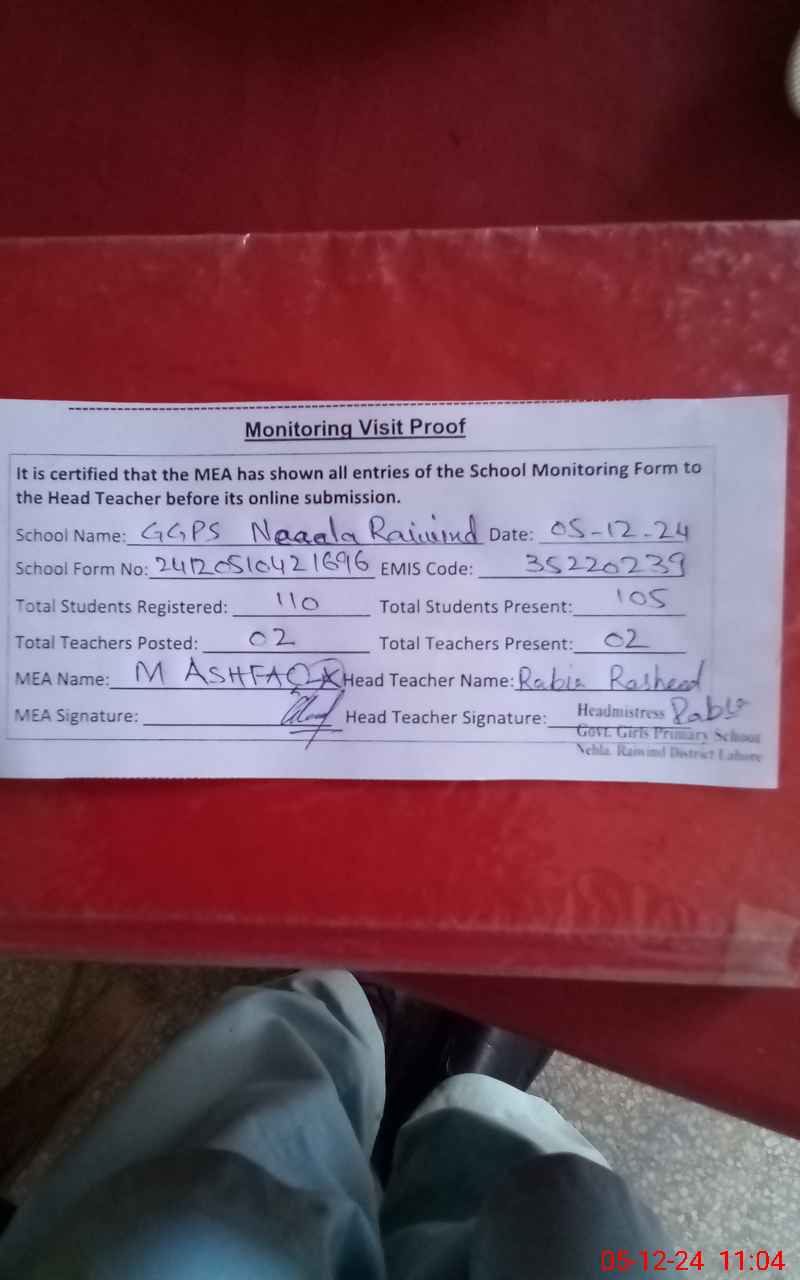 Monitoring Visit Proof
It is certified that the MEA has shown all entries of the School Monitoring Form to
the Head Teacher before its online submission.
School Name: GGPS Raiwind Date: 05-12-24
School Form No: EMIS Code: 35220239
Total Students Registered: 110 Total Students Present: 105
Total Teachers Posted: 02 Total Teachers Present: 02
MEA Name: M ASHFAQ Head Teacher Name: Rabia Rasheed
MEA Signature: Head Teacher Signature: Headmistress Rabia
Govt. Girls Primary School
Raiwind District Lahore
05-12-24 11:04